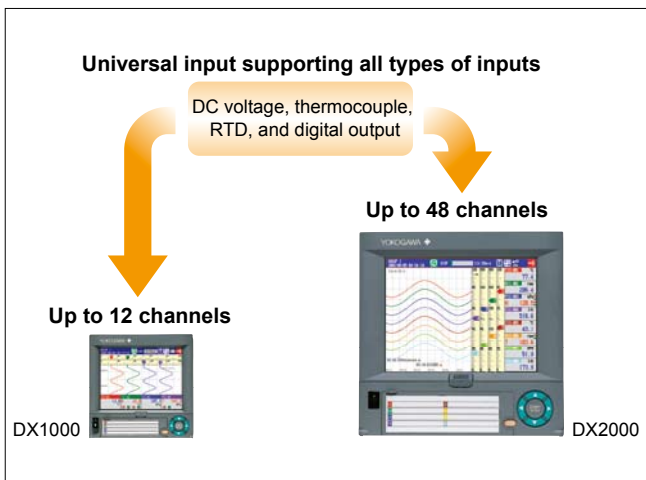 Universal input supporting all types of inputs
DC voltage, thermocouple,
RTD, and digital output
Up to 48 channels
YOKOGAWA
Up to 12 channels
YOKOGAWA
DX1000
DX2000